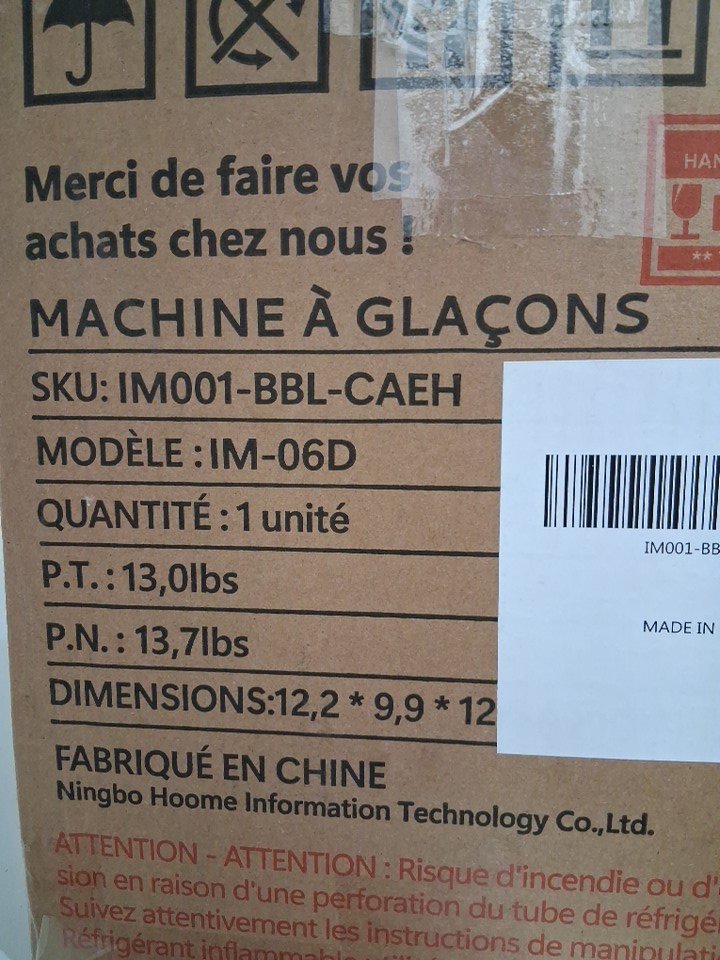 HAN
**
Merci de faire vos
achats chez nous !
MACHINE À GLAÇONS
SKU: IM001-BBL-CAEH
MODÈLE : IM-06D
QUANTITÉ : 1 unité
P.T. : 13,0lbs
P.N. : 13,7lbs
DIMENSIONS:12,2 * 9,9 * 12
IM001-BB
MADE IN
FABRIQUÉ EN CHINE
Ningbo Hoome Information Technology Co.,Ltd.
ATTENTION - ATTENTION : Risque d'incendie ou d'
sion en raison d'une perforation du tube de réfrigé
Suivez attentivement les instructions de manipulati
Réfrigérant inflammable